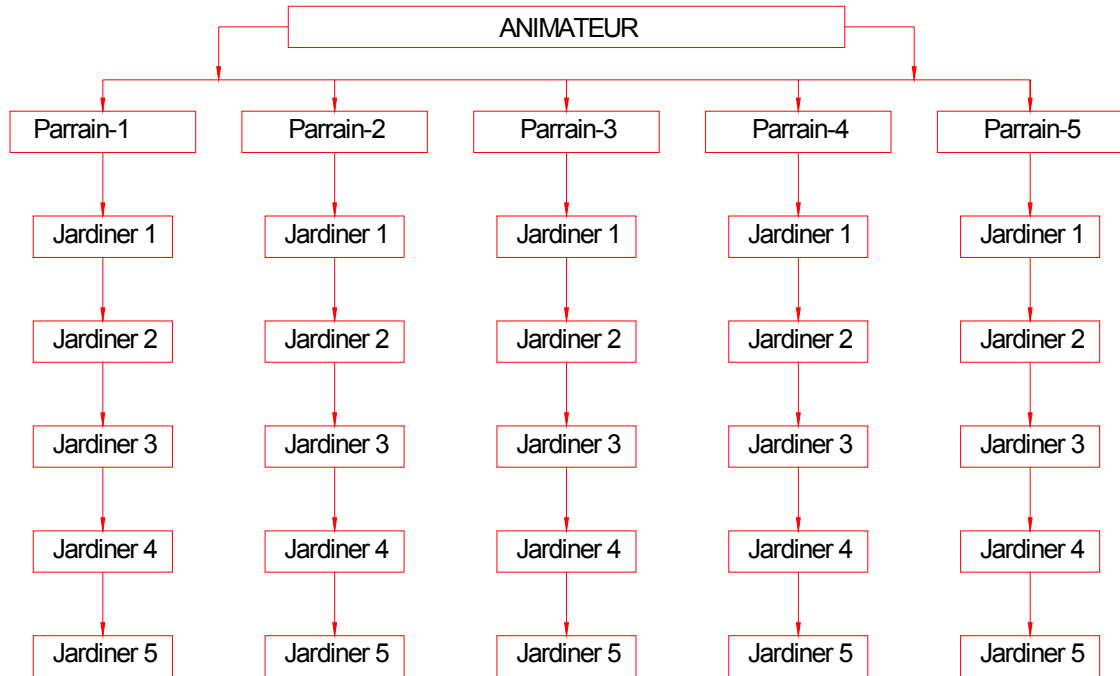 ANIMATEUR
Parrain-1 Parrain-2 Parrain-3 Parrain-4 Parrain-5
Jardiner 1 Jardiner 1 Jardiner 1 Jardiner 1 Jardiner 1
Jardiner 2 Jardiner 2 Jardiner 2 Jardiner 2 Jardiner 2
Jardiner 3 Jardiner 3 Jardiner 3 Jardiner 3 Jardiner 3
Jardiner 4 Jardiner 4 Jardiner 4 Jardiner 4 Jardiner 4
Jardiner 5 Jardiner 5 Jardiner 5 Jardiner 5 Jardiner 5